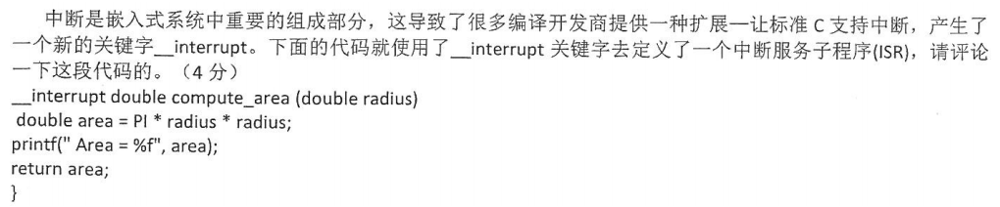 中断是嵌入式系统中重要的组成部分，这导致了很多编译开发商提供一种扩展—让标准 C 支持中断，产生了
一个新的关键字__interrupt。下面的代码就使用了__interrupt 关键字去定义了一个中断服务子程序(ISR)，请评论
一下这段代码的。（4 分）
__interrupt double compute_area (double radius)
double area = PI * radius * radius;
printf(" Area = %f", area);
return area;
}